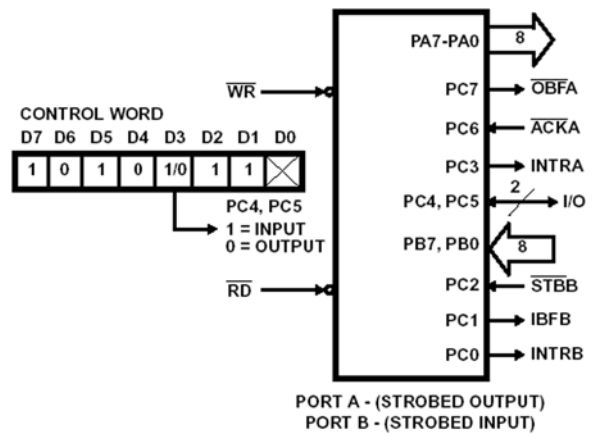 PA7-PA0
8
WR
PC7
OBFA
CONTROL WORD
PC6
ACKA
D7 D6 D5 D4 D3 D2 D1 D0
1 0 1 0 1/0 1 1
PC3
INTRA
PC4, PC5
2
I/O
PC4, PC5
1 = INPUT
0 = OUTPUT
PB7, PB0
8
RD
PC2
STBB
PC1
IBFB
PC0
INTRB
PORT A - (STROBED OUTPUT)
PORT B - (STROBED INPUT)